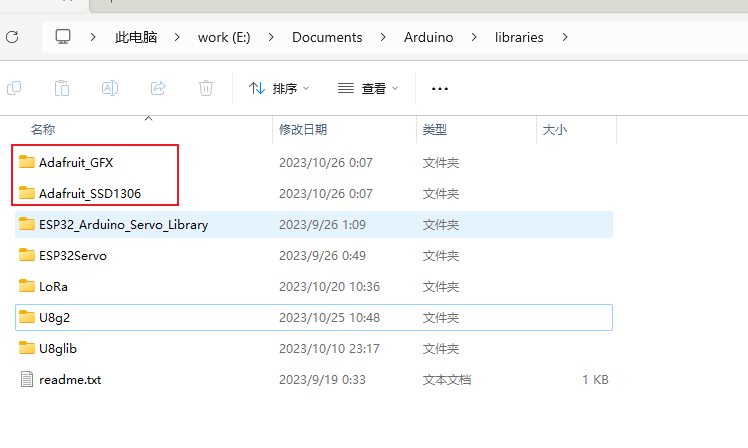 此电脑 > work (E:) > Documents > Arduino > libraries >
排序 查看 ...
名称 修改日期 类型 大小
Adafruit_GFX 2023/10/26 0:07 文件夹
Adafruit_SSD1306 2023/10/26 0:07 文件夹
ESP32_Arduino_Servo_Library 2023/9/26 1:09 文件夹
ESP32Servo 2023/9/26 0:49 文件夹
LoRa 2023/10/20 10:36 文件夹
U8g2 2023/10/25 10:48 文件夹
U8glib 2023/10/10 23:17 文件夹
readme.txt 2023/9/19 0:33 文本文档 1 KB